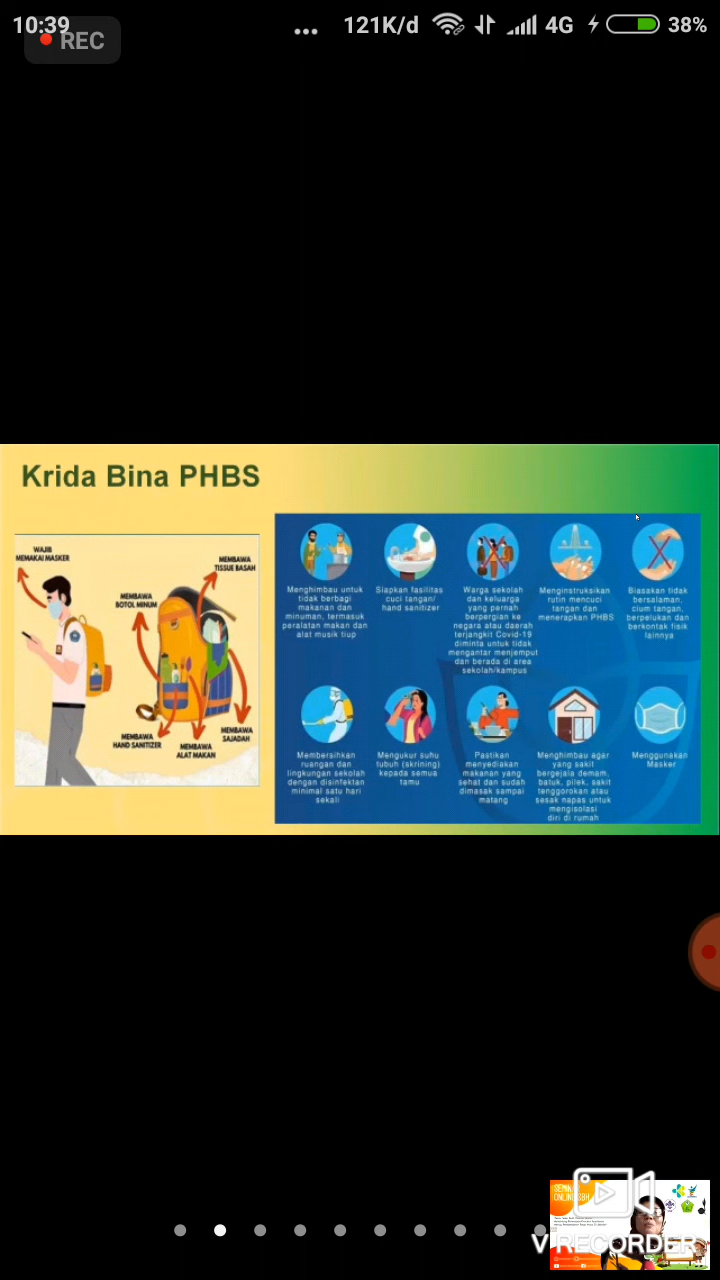 10:39
... 121K/d 4G 38%
REC
Krida Bina PHBS
WAJIB
MEMAKAI MASKER
MEMBAWA
TISSUE BASAH
MEMBAWA
BOTOL MINUM
MEMBAWA
HAND SANITIZER
MEMBAWA
ALAT MAKAN
MEMBAWA
SAJADAH
Menghimbau untuk
tidak berbagi
makanan dan
minuman, termasuk
peralatan makan dan
alat musik tiup
Siapkan fasilitas
cuci tangan/
hand sanitizer
Warga sekolah
dan keluarga
yang pernah
berpergian ke
negara atau daerah
terjangkit Covid-19
diminta untuk tidak
mengantar menjemput
dan berada di area
sekolah/kampus
Menginstruksikan
rutin mencuci
tangan dan
menerapkan PHBS
Biasakan tidak
bersalaman,
cium tangan,
berpelukan dan
berkontak fisik
lainnya
Membersihkan
ruangan dan
lingkungan sekolah
dengan disinfektan
minimal satu hari
sekali
Mengukur suhu
tubuh (skrining)
kepada semua
tamu
Pastikan
menyediakan
makanan yang
sehat dan sudah
dimasak sampai
matang
Menghimbau agar
yang sakit
bergejala demam,
batuk, pilek, sakit
tenggorokan atau
sesak napas untuk
mengisolasi
diri di rumah
Menggunakan
Masker
V RECORDER